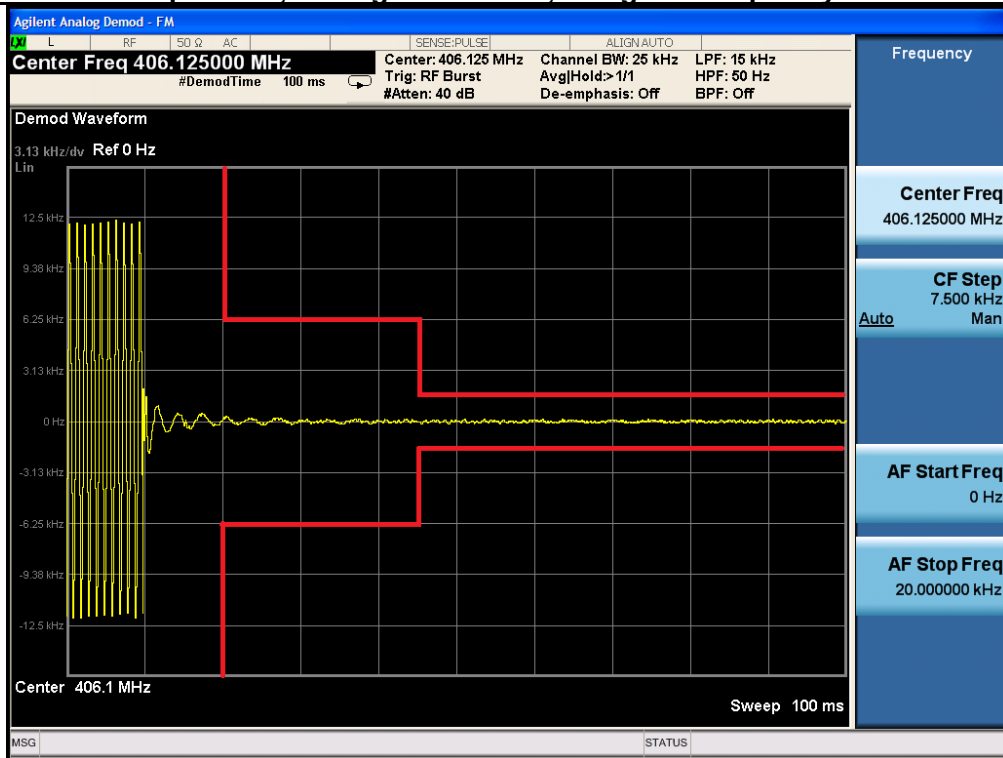 Agilent Analog Demod - FM
LXI L RF 50 Ω AC SENSE:PULSE ALIGN AUTO
Center Freq 406.125000 MHz
#DemodTime 100 ms
Center: 406.125 MHz Channel BW: 25 kHz LPF: 15 kHz
Trig: RF Burst Avg|Hold:>1/1 HPF: 50 Hz
#Atten: 40 dB De-emphasis: Off BPF: Off
Demod Waveform
3.13 kHz/dv Ref 0 Hz
Lin
12.5 kHz
9.38 kHz
6.25 kHz
3.13 kHz
0 Hz
-3.13 kHz
-6.25 kHz
-9.38 kHz
-12.5 kHz
Center 406.1 MHz
Sweep 100 ms
MSG STATUS
Frequency
Center Freq
406.125000 MHz
CF Step
7.500 kHz
Auto Man
AF Start Freq
0 Hz
AF Stop Freq
20.000000 kHz